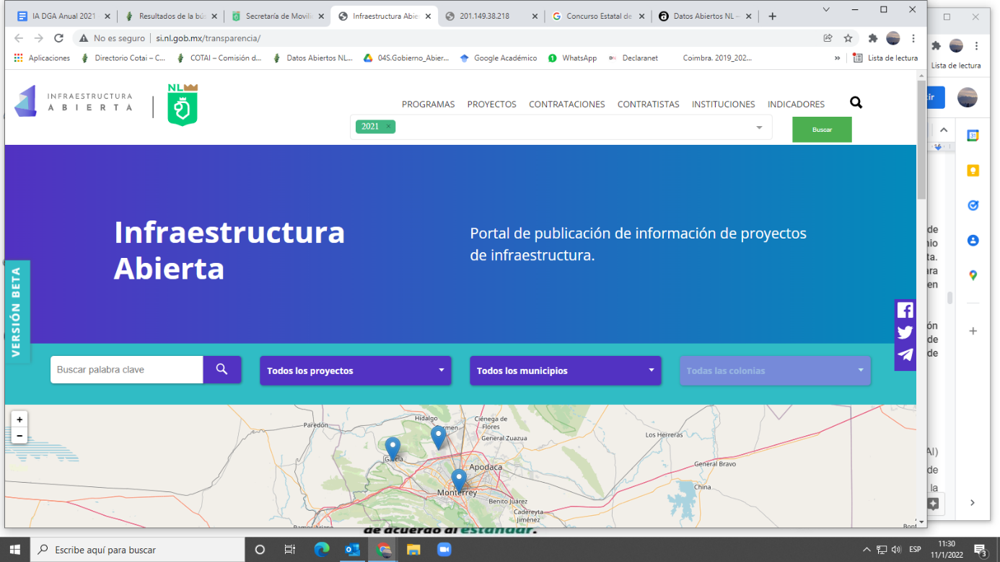 IA DGA Anual 2021
Resultados de la bús
Secretaría de Movili
Infraestructura Abie
201.149.38.218
Concurso Estatal de
Datos Abiertos NL –
No es seguro
si.nl.gob.mx/transparencia/
Aplicaciones
Directorio Cotai – C...
COTAI – Comisión d...
Datos Abiertos NL...
04S.Gobierno_Abier...
Google Académico
WhatsApp
Declaranet
Coimbra. 2019_202...
»
Lista de lectura
Lista de lectura
INFRAESTRUCTURA
ABIERTA
NL
PROGRAMAS
PROYECTOS
CONTRATACIONES
CONTRATISTAS
INSTITUCIONES
INDICADORES
2021 ×
Buscar
ir
31
16
Infraestructura
Abierta
Portal de publicación de información de proyectos
de infraestructura.
VERSIÓN BETA
Buscar palabra clave
Todos los proyectos
Todos los municipios
Todas las colonias
+
-
Paredón
Hidalgo
rmen
Ciénega de
Flores
General Zuazua
Los Herreras
García
Apodaca
General Bravo
Monterrey
China
Benito Juárez
Cadereyta
Jiménez
Ramos Arizpe
de
nio
ta.
ara
en
ón
de
de
AI)
de
la
de acuerdo al estándar.
Escribe aquí para buscar
ESP
11:30
11/1/2022
3